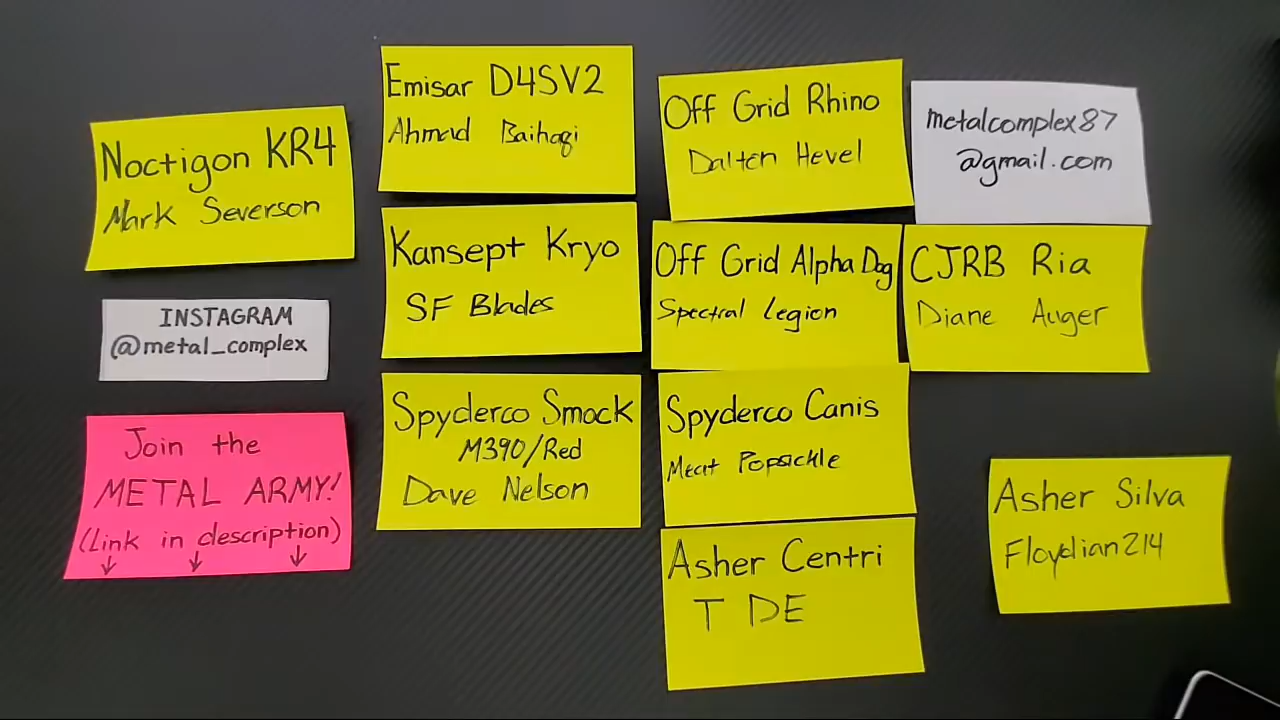 Noctigon KR4
Mark Severson
INSTAGRAM
@metal_complex
Join the
METAL ARMY!
(Link in description)
Emisar D4SV2
Ahmad Baihaqi
Kansept Kryo
SF Blades
Spyderco Smock
M390/Red
Dave Nelson
Off Grid Rhino
Dalton Hevel
Off Grid Alpha Dog
Spectral Legion
Spyderco Canis
Meat Popsickle
Asher Centri
T DE
metalcomplex87
@gmail.com
CJRB Ria
Diane Auger
Asher Silva
Floydian214